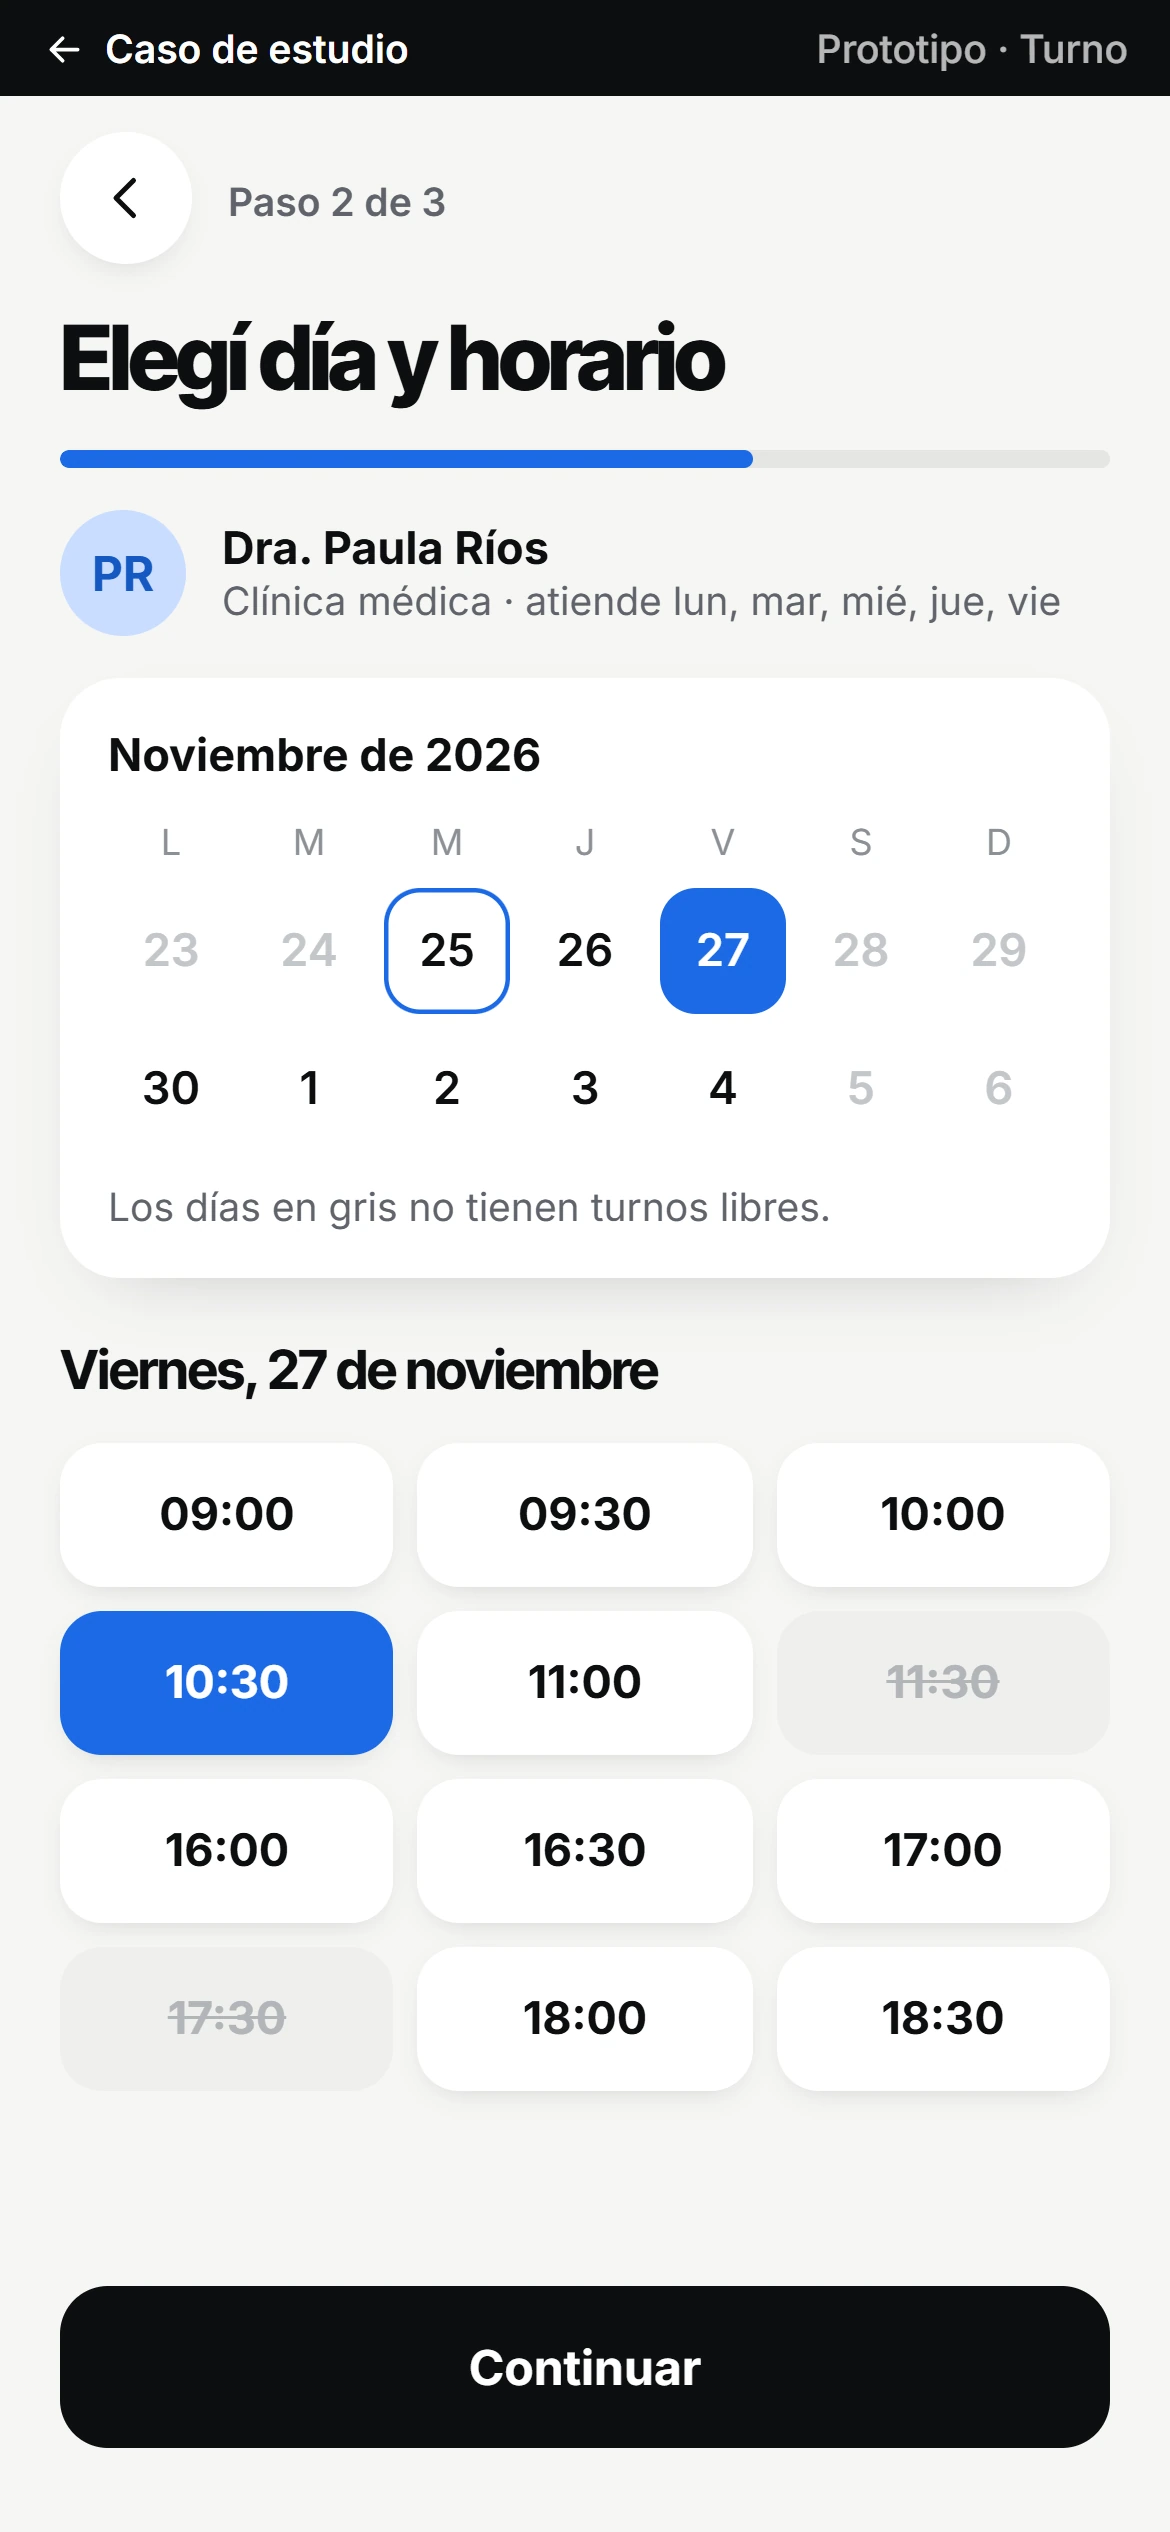 ← Caso de estudio Prototipo · Turno
Paso 2 de 3
Elegí día y horario
PR
Dra. Paula Ríos
Clínica médica · atiende lun, mar, mié, jue, vie
Noviembre de 2026
L M M J V S D
23 24 25 26 27 28 29
30 1 2 3 4 5 6
Los días en gris no tienen turnos libres.
Viernes, 27 de noviembre
09:00 09:30 10:00
10:30 11:00 11:30
16:00 16:30 17:00
17:30 18:00 18:30
Continuar